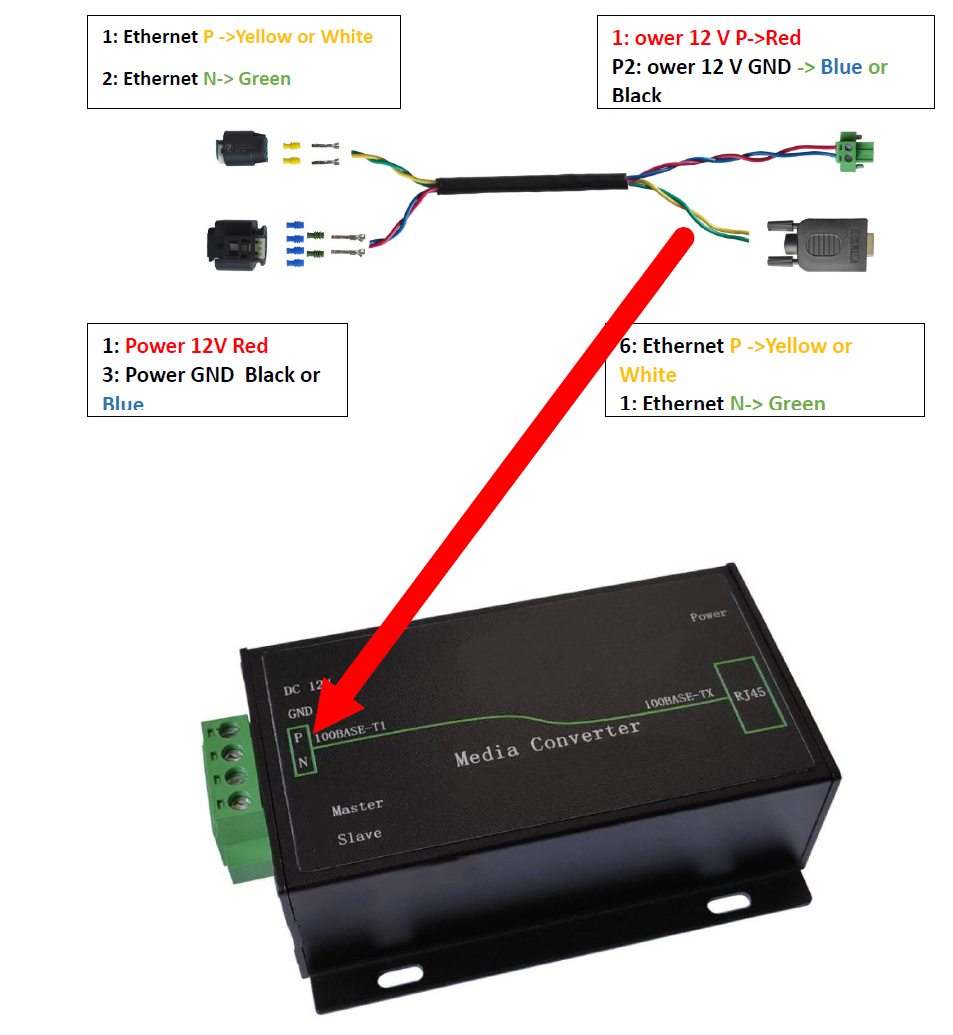 1: Ethernet P ->Yellow or White
2: Ethernet N-> Green
1: ower 12 V P->Red
P2: ower 12 V GND -> Blue or
Black
1: Power 12V Red
3: Power GND  Black or
Blue
6: Ethernet P ->Yellow or
White
1: Ethernet N-> Green
Power
DC 12V
GND
P
100BASE-T1
N
100BASE-TX
RJ45
Media Converter
Master
Slave